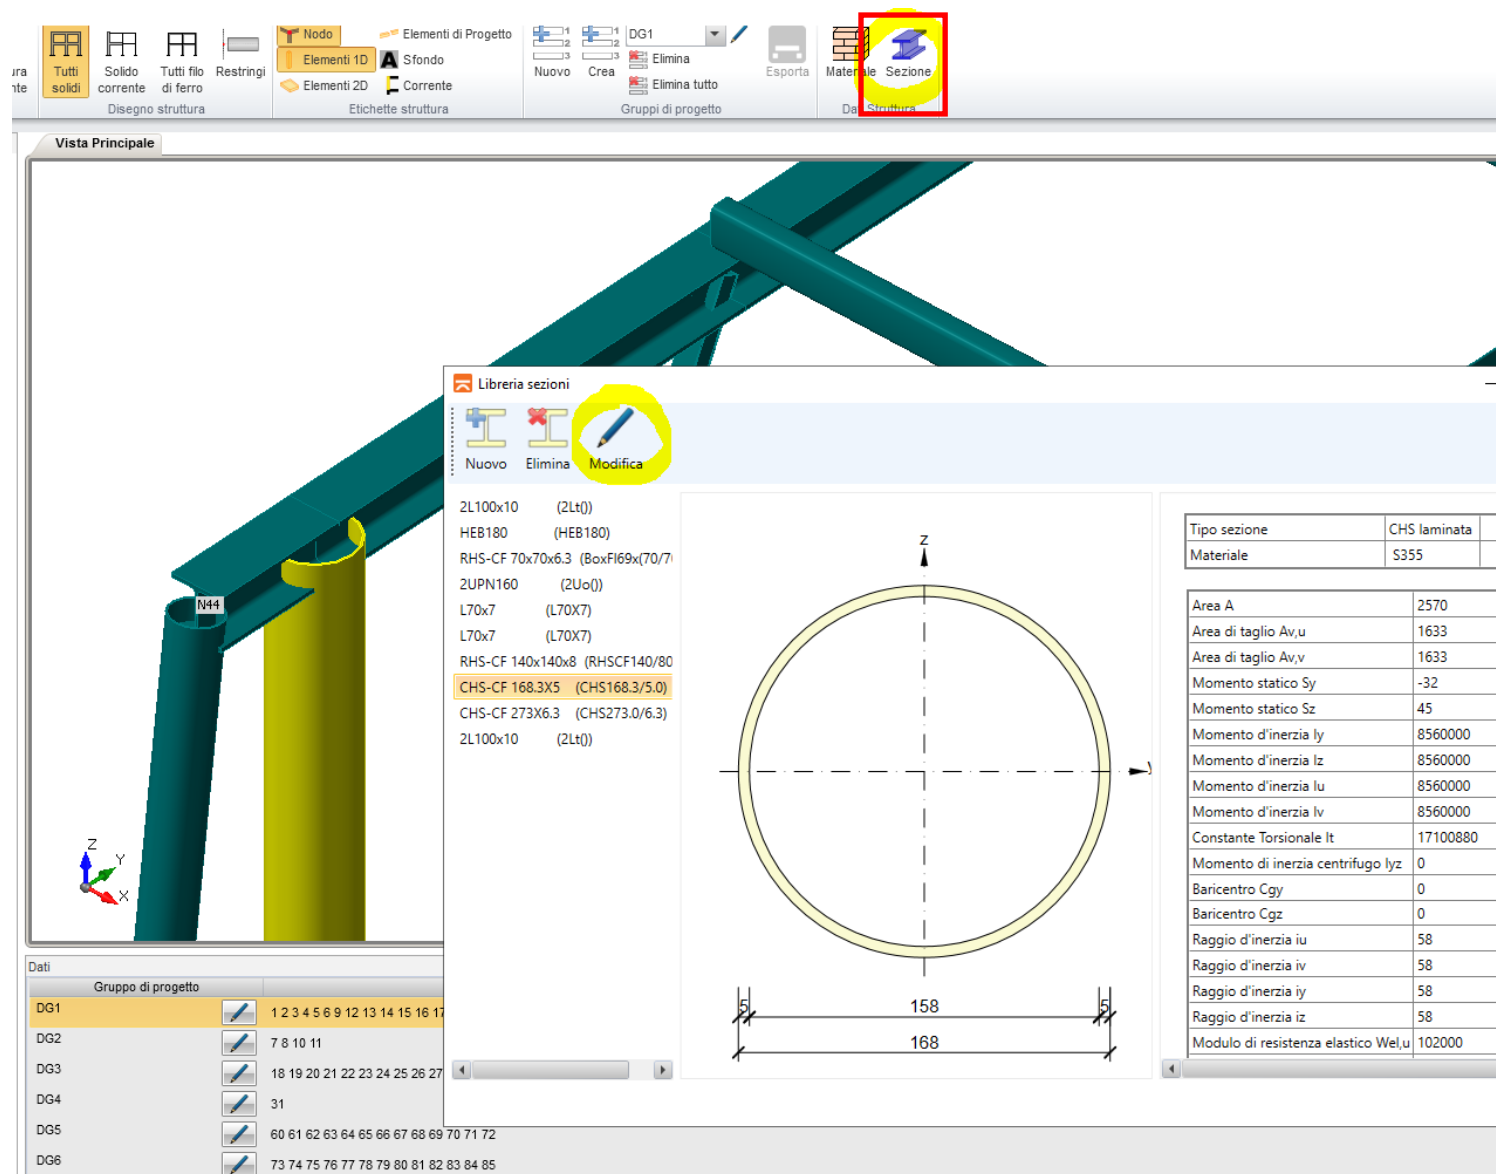 Nodo
Elementi di Progetto
1
2
3
1
2
3
DG1
Elementi 1D
Sfondo
Elimina
Tutti
solidi
Solido
corrente
Tutti filo
di ferro
Restringi
Elementi 2D
Corrente
Nuovo
Crea
Elimina tutto
Esporta
Materiale
Sezione
Disegno struttura
Etichette struttura
Gruppi di progetto
Dati Struttura
Vista Principale
N44
Z
Y
X
Libreria sezioni
Nuovo
Elimina
Modifica
2L100x10 (2Lt())
HEB180 (HEB180)
RHS-CF 70x70x6.3 (BoxFl69x(70/7
2UPN160 (2Uo())
L70x7 (L70X7)
L70x7 (L70X7)
RHS-CF 140x140x8 (RHSCF140/80
CHS-CF 168.3X5 (CHS168.3/5.0)
CHS-CF 273X6.3 (CHS273.0/6.3)
2L100x10 (2Lt())
z
5 158 5
168
Tipo sezione CHS laminata
Materiale S355
Area A 2570
Area di taglio Av,u 1633
Area di taglio Av,v 1633
Momento statico Sy -32
Momento statico Sz 45
Momento d'inerzia Iy 8560000
Momento d'inerzia Iz 8560000
Momento d'inerzia Iu 8560000
Momento d'inerzia Iv 8560000
Constante Torsionale It 17100880
Momento di inerzia centrifugo Iyz 0
Baricentro Cgy 0
Baricentro Cgz 0
Raggio d'inerzia iu 58
Raggio d'inerzia iv 58
Raggio d'inerzia iy 58
Raggio d'inerzia iz 58
Modulo di resistenza elastico Wel,u 102000
Dati
Gruppo di progetto
DG1 1 2 3 4 5 6 9 12 13 14 15 16 17
DG2 7 8 10 11
DG3 18 19 20 21 22 23 24 25 26 27
DG4 31
DG5 60 61 62 63 64 65 66 67 68 69 70 71 72
DG6 73 74 75 76 77 78 79 80 81 82 83 84 85